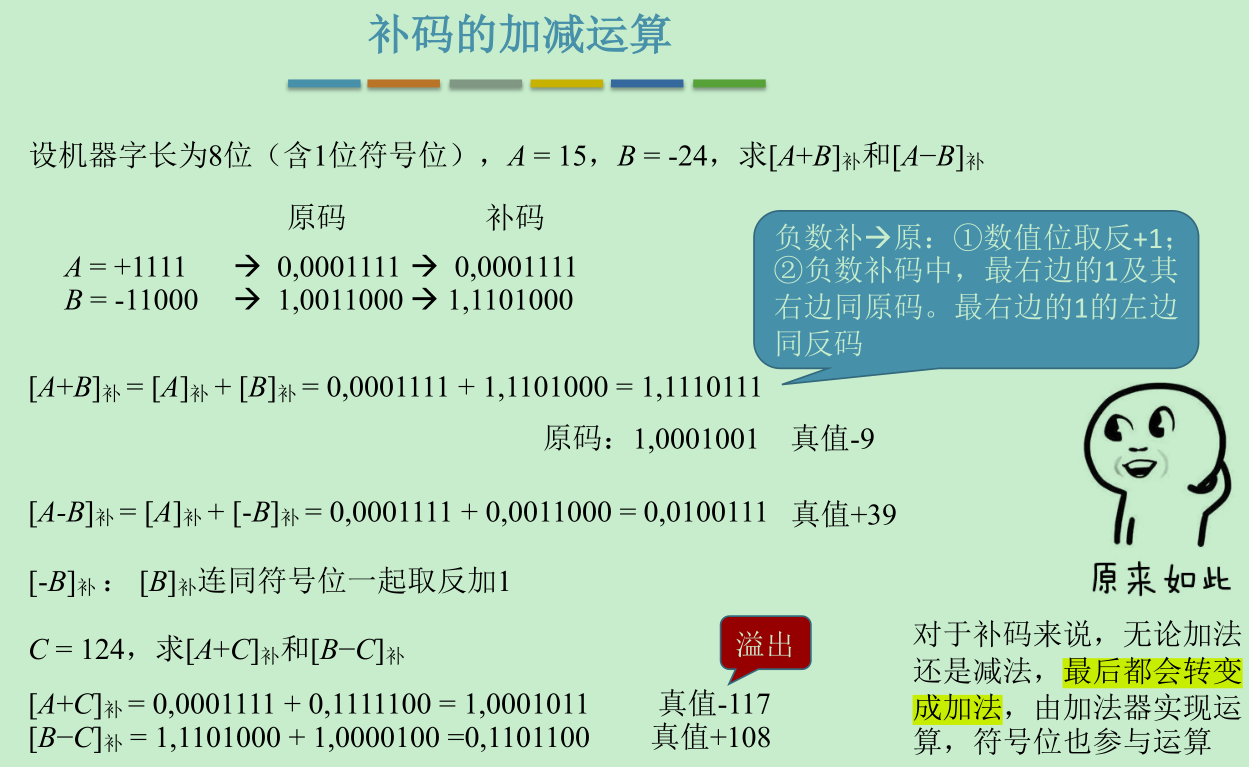 补码的加减运算
设机器字长为8位（含1位符号位），A = 15，B = -24，求[A+B]补和[A−B]补
原码 补码
A = +1111 → 0,0001111 → 0,0001111
B = -11000 → 1,0011000 → 1,1101000
负数补→原：①数值位取反+1；
②负数补码中，最右边的1及其
右边同原码。最右边的1的左边
同反码
[A+B]补 = [A]补 + [B]补 = 0,0001111 + 1,1101000 = 1,1110111
原码：1,0001001 真值-9
[A-B]补 = [A]补 + [-B]补 = 0,0001111 + 0,0011000 = 0,0100111 真值+39
[-B]补： [B]补连同符号位一起取反加1
原来如此
C = 124，求[A+C]补和[B−C]补
溢出
[A+C]补 = 0,0001111 + 0,1111100 = 1,0001011 真值-117
[B−C]补 = 1,1101000 + 1,0000100 =0,1101100 真值+108
对于补码来说，无论加法
还是减法，最后都会转变
成加法，由加法器实现运
算，符号位也参与运算